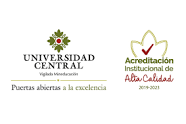 UNIVERSIDAD
CENTRAL
Vigilada Mineducación
Puertas abiertas a la excelencia
Acreditación
Institucional de
Alta Calidad
2019-2023